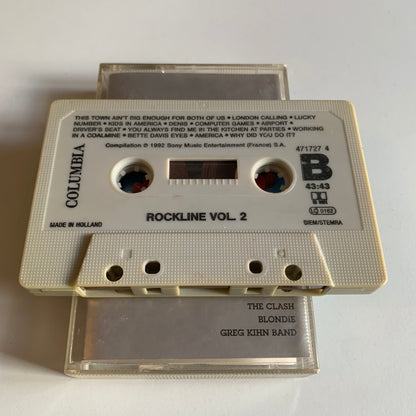 THIS TOWN AIN'T BIG ENOUGH FOR BOTH OF US • LONDON CALLING • LUCKY
NUMBER • KIDS IN AMERICA • DENIS • COMPUTER GAMES • AIRPORT •
DRIVER'S SEAT • YOU ALWAYS FIND ME IN THE KITCHEN AT PARTIES • WORKING
IN A COALMINE • BETTE DAVIS EYES • AMERICA • WHY DID YOU DO IT?
Compilation ℗ 1992 Sony Music Entertainment (France) S.A.
471727 4
B
43:43
COLUMBIA
LC 0162
MADE IN HOLLAND
ROCKLINE VOL. 2
BIEM/STEMRA
THE CLASH
BLONDIE
GREG KIHN BAND